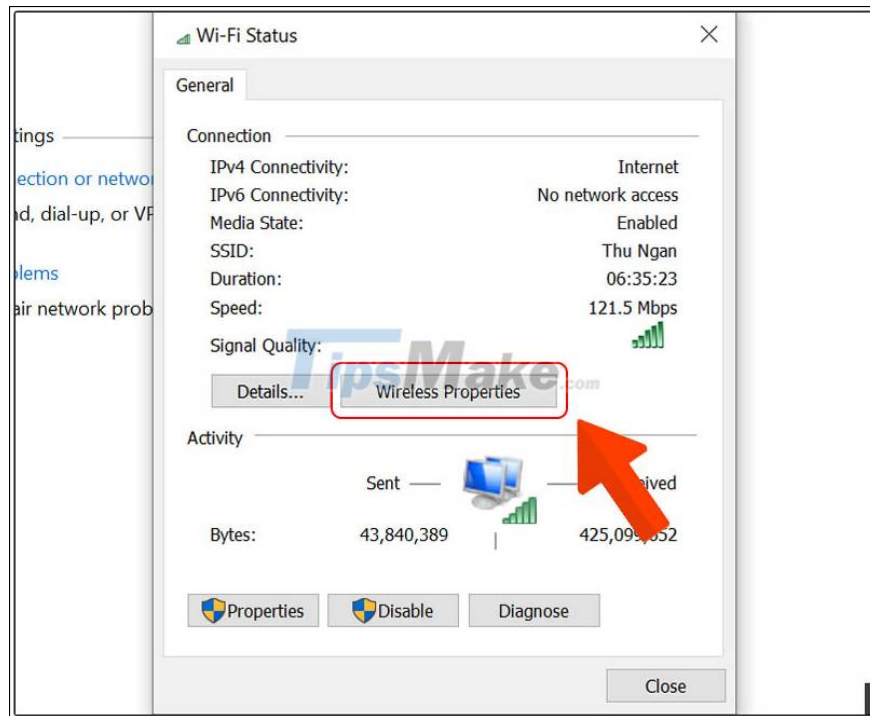 Wi-Fi Status
General
tings
Connection
ection or netwo
IPv4 Connectivity: Internet
IPv6 Connectivity: No network access
nd, dial-up, or VP
Media State: Enabled
SSID: Thu Ngan
lems
Duration: 06:35:23
air network prob
Speed: 121.5 Mbps
Signal Quality:
TipsMake.com
Details... Wireless Properties
Activity
Sent
Bytes: 43,840,389
Properties Disable Diagnose
Close